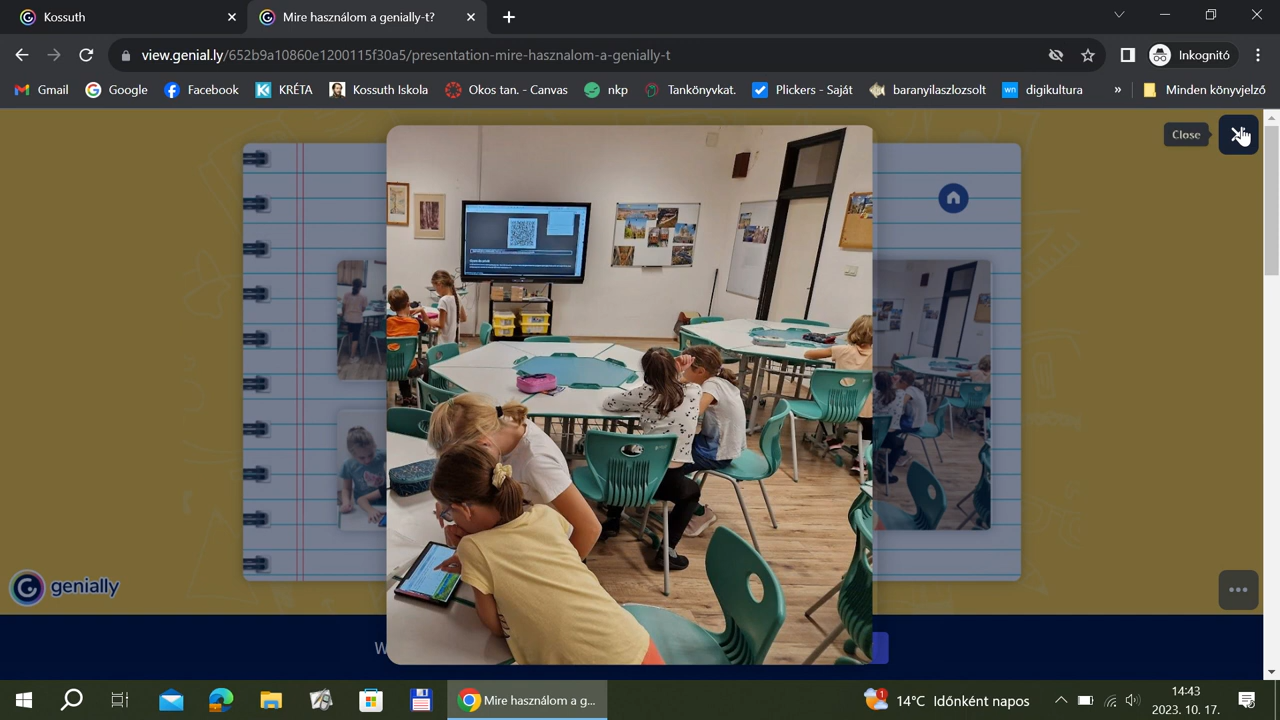 Kossuth
Mire használom a genially-t?
view.genial.ly/652b9a10860e1200115f30a5/presentation-mire-hasznalom-a-genially-t
Inkognitó
Gmail
Google
Facebook
KRÉTA
Kossuth Iskola
Okos tan. - Canvas
nkp
Tankönyvkat.
Plickers - Saját
baranyilaszlozsolt
wn
digikultura
»
Minden könyvjelző
Close
genially
W
Mire használom a g...
1
14°C Időnként napos
14:43
2023. 10. 17.